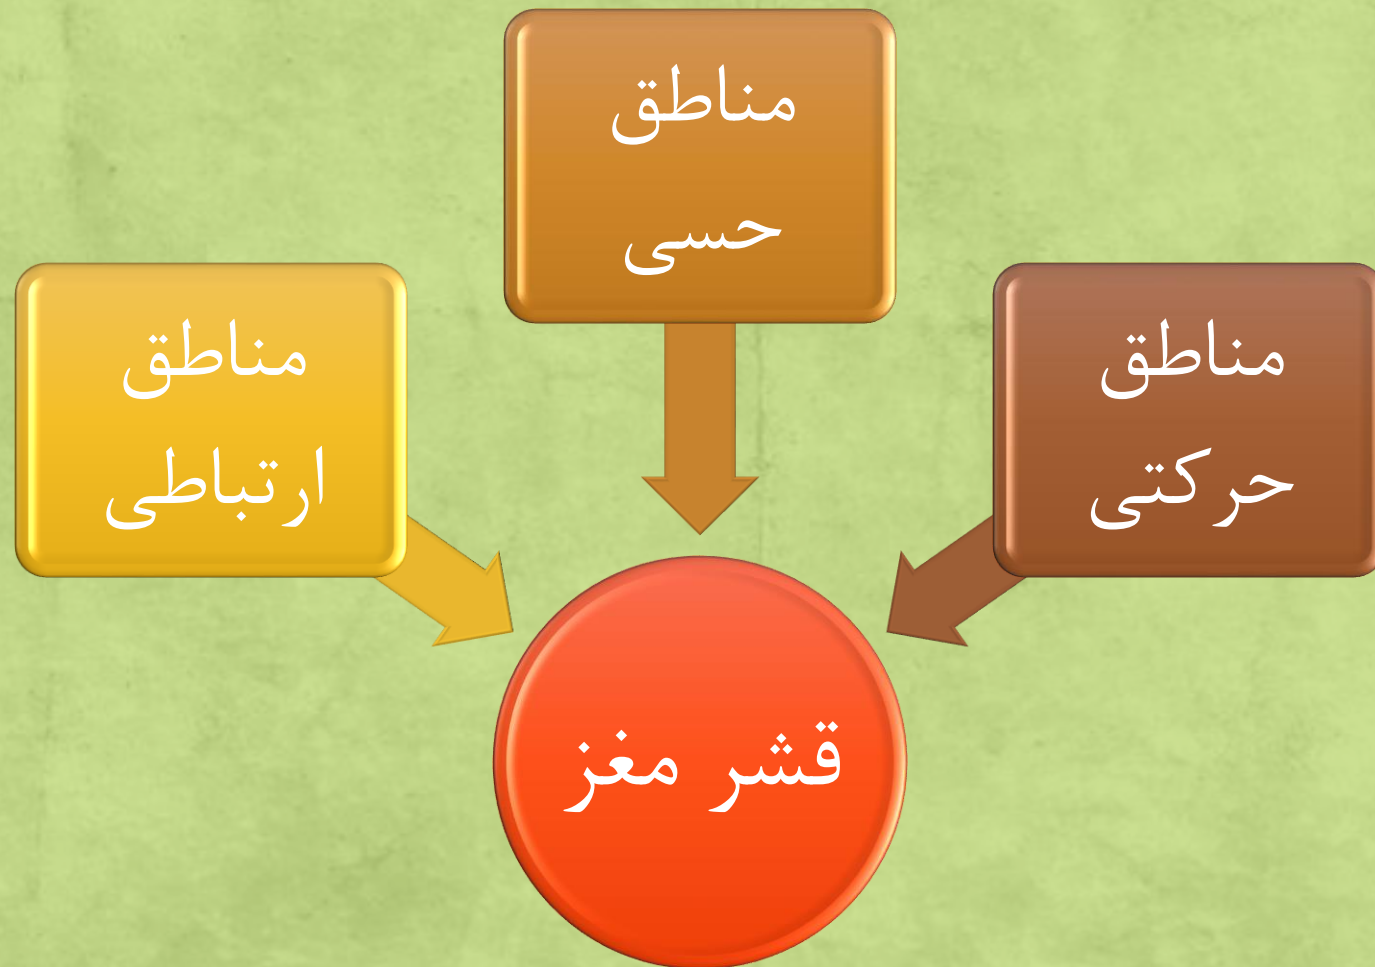 مناطق
حسی
مناطق
حرکتی
مناطق
ارتباطی
قشر مغز